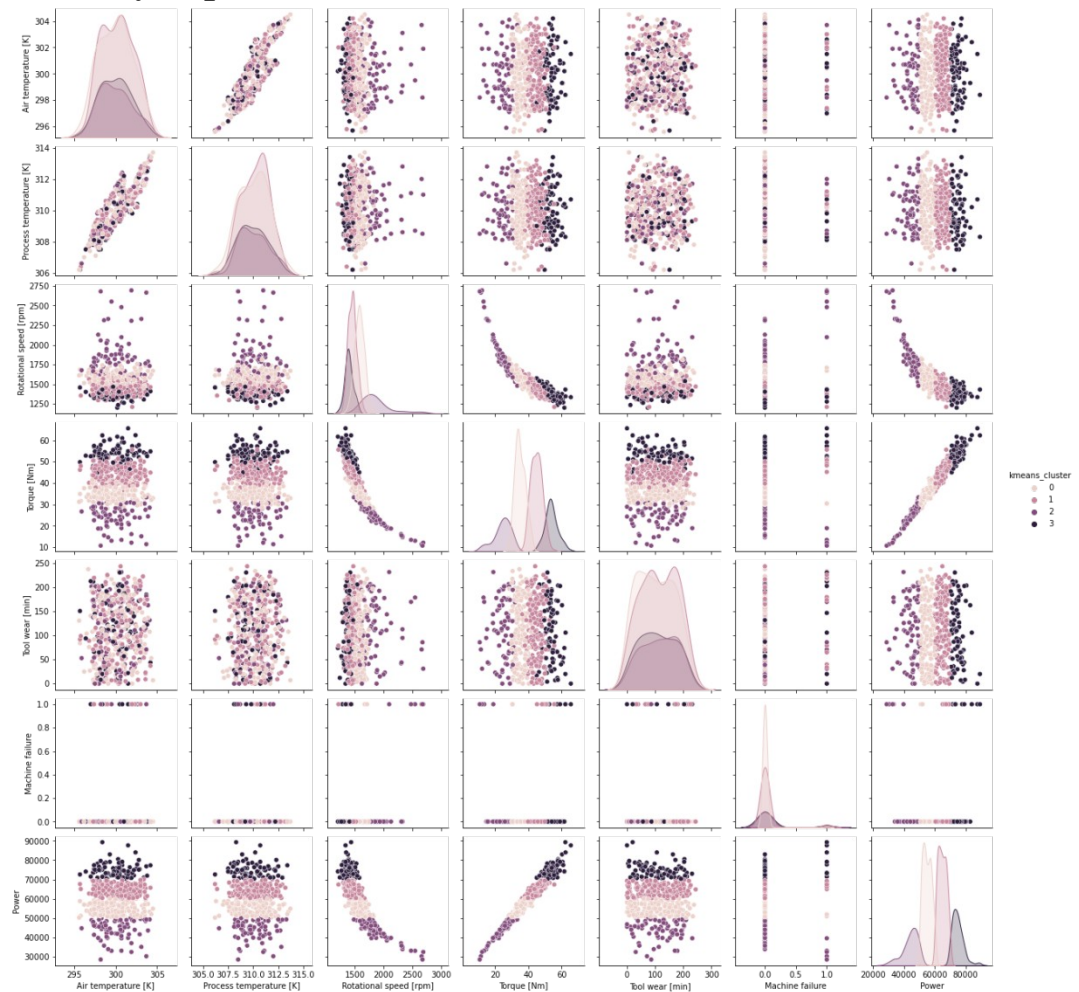 304
302
300
298
296
Air temperature [K]
314
312
310
308
306
Process temperature [K]
2750
2500
2250
2000
1750
1500
1250
Rotational speed [rpm]
60
50
40
30
20
10
Torque [Nm]
kmeans_cluster
0
1
2
3
250
200
150
100
50
0
Tool wear [min]
1.0
0.8
0.6
0.4
0.2
0.0
Machine failure
90000
80000
70000
60000
50000
40000
30000
Power
295 300 305
305.0 307.5 310.0 312.5 315.0
1500 2000 2500
20 40 60
0 100 200 300
0.0 0.5 1.0
20000 40000 60000 80000
Air temperature [K] Process temperature [K] Rotational speed [rpm] Torque [Nm] Tool wear [min] Machine failure Power